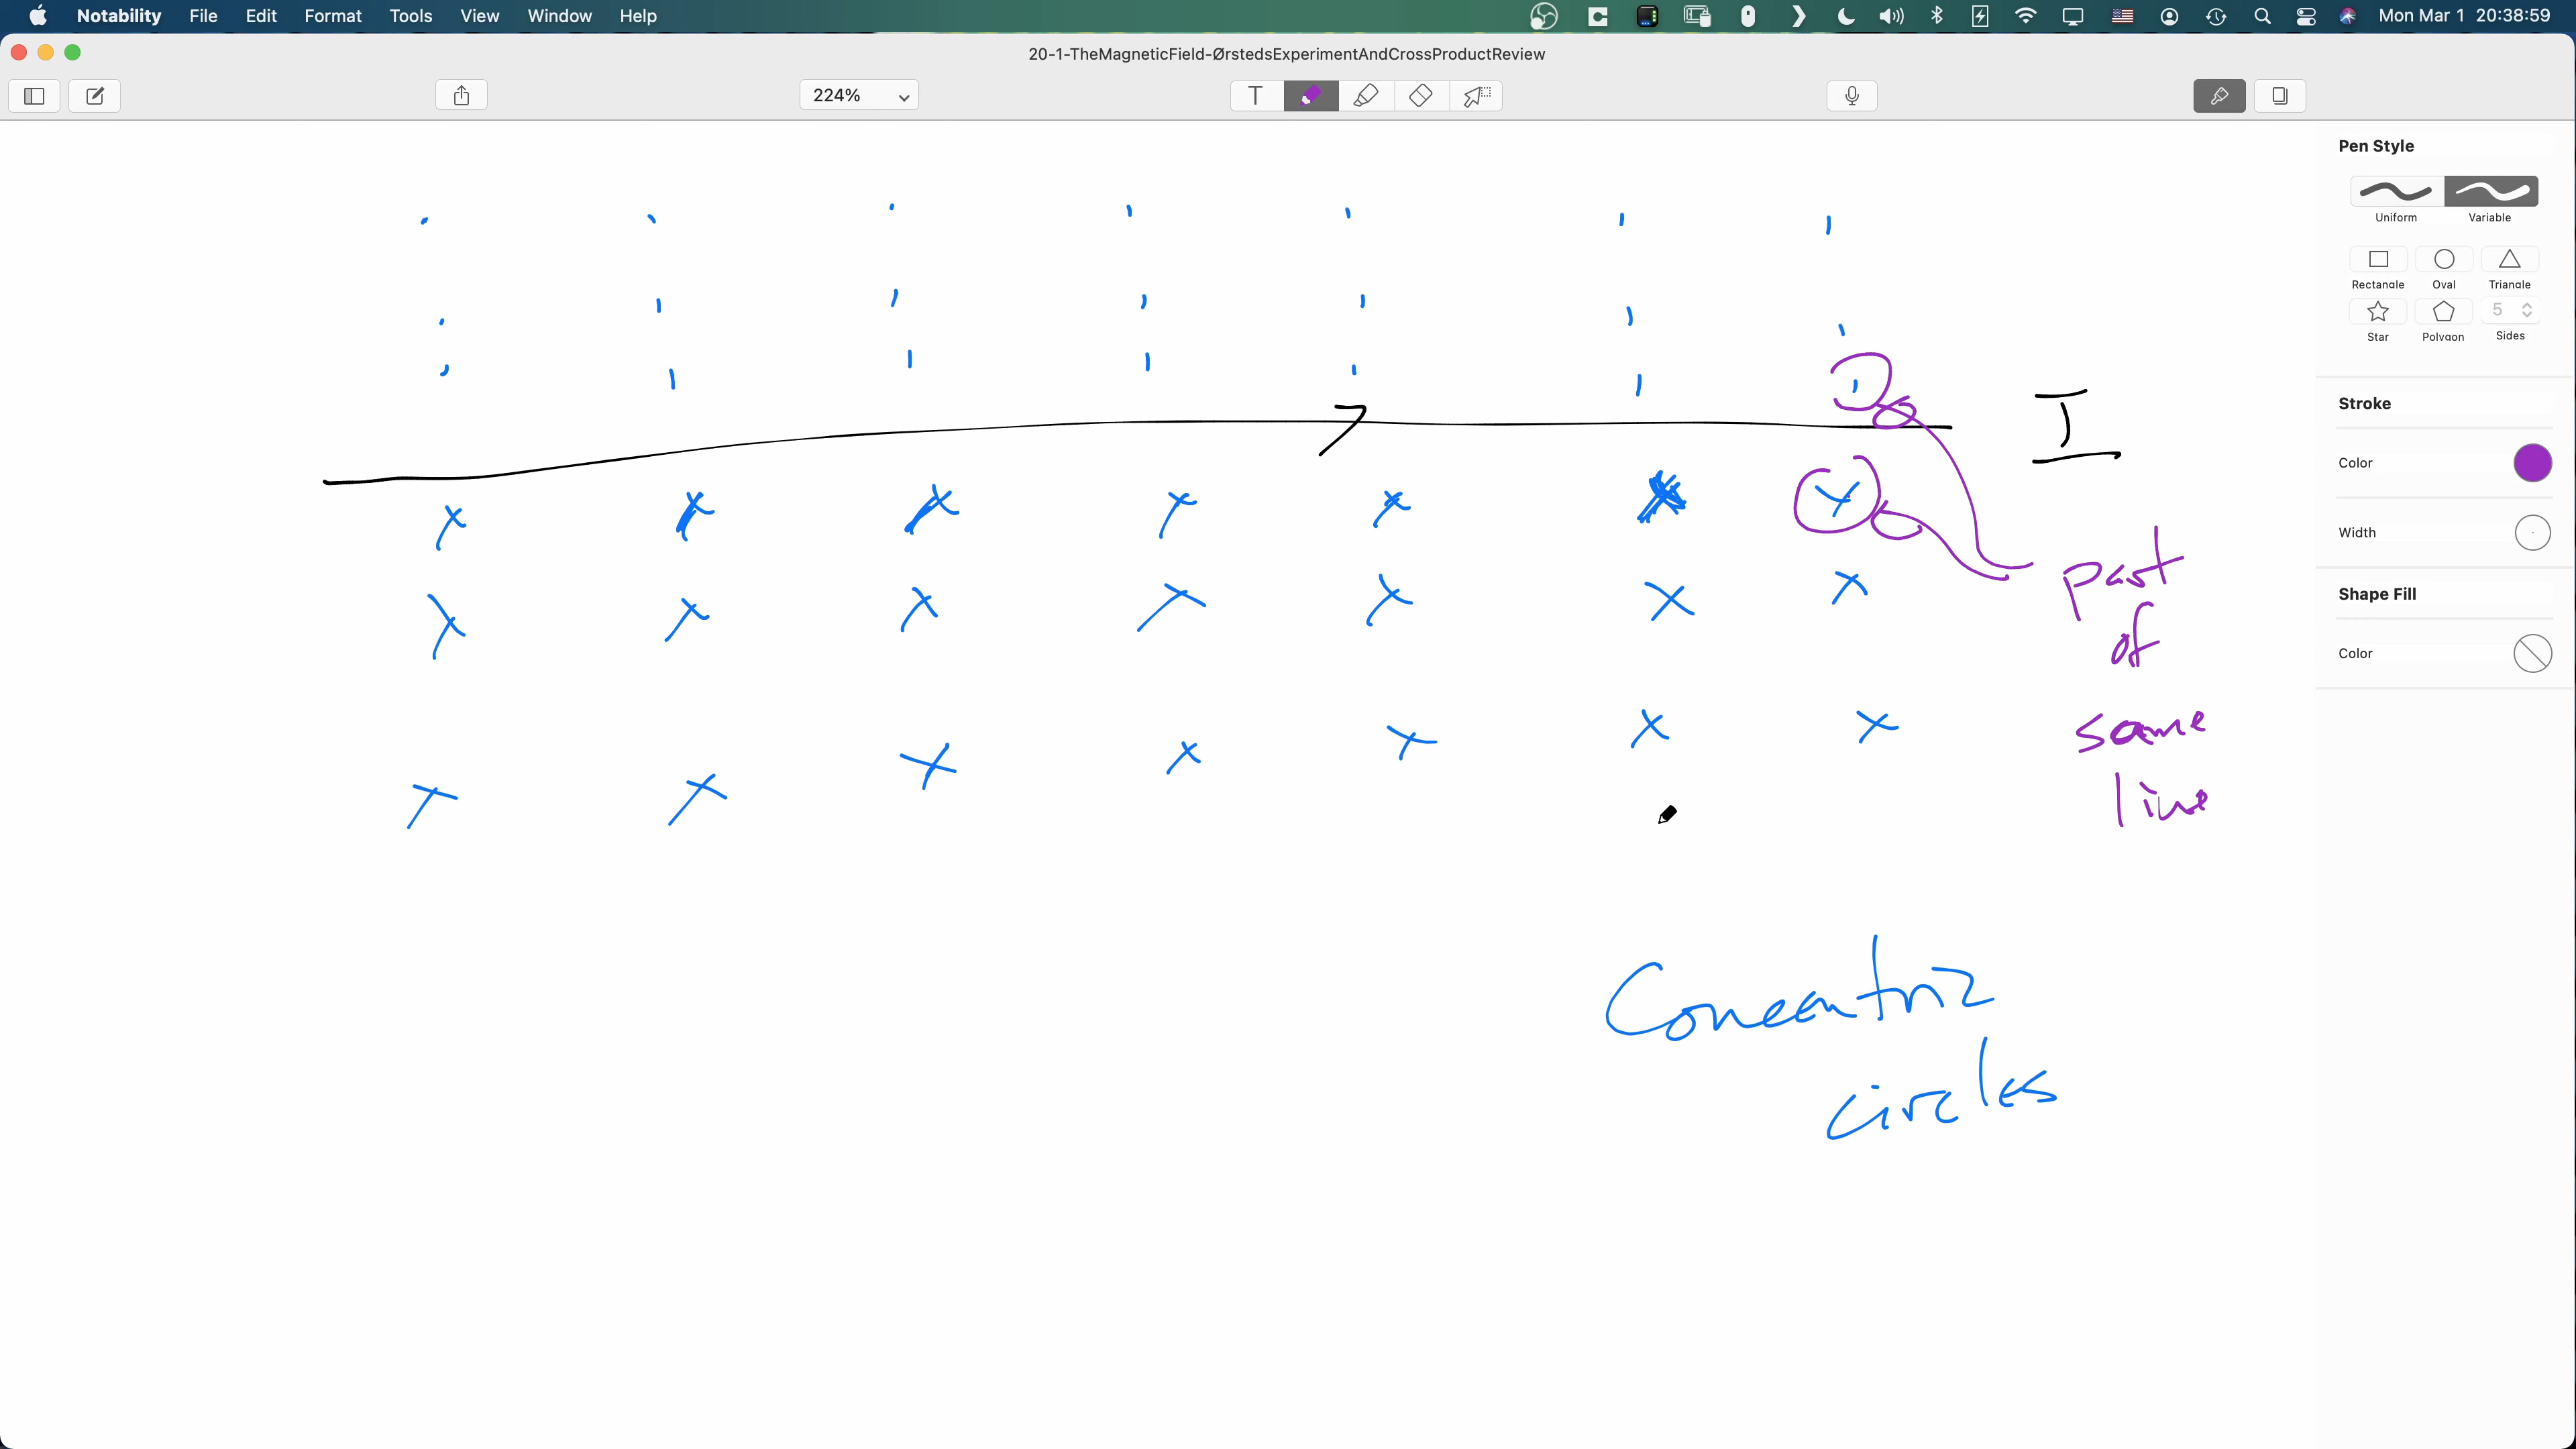 Notability File Edit Format Tools View Window Help Mon Mar 1 20:38:59
20-1-TheMagneticField-ØrstedsExperimentAndCrossProductReview
224% T
Pen Style
Uniform Variable
Rectangle Oval Triangle
5
Star Polygon Sides
Stroke
Color
Width
Shape Fill
Color
I
part
of
same
line
Concentric
circles